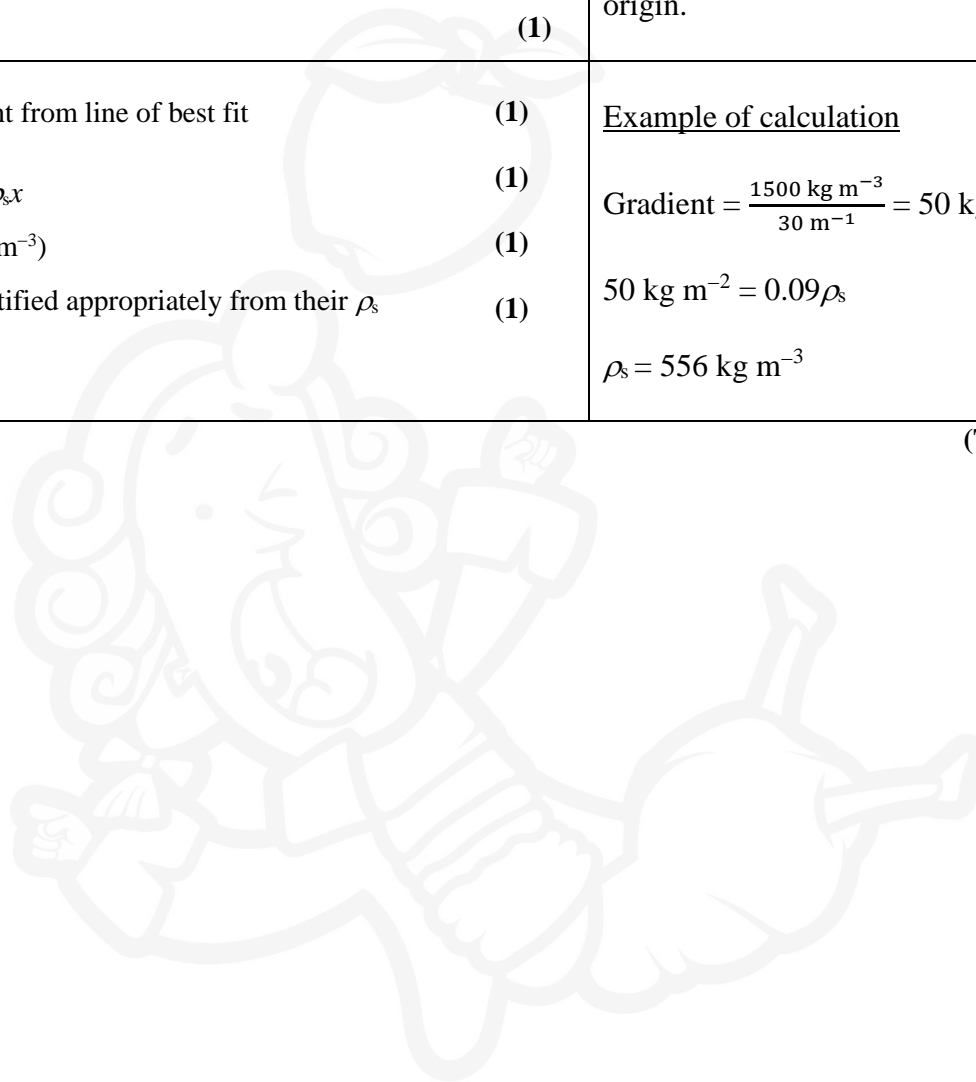 (1) origin.
nt from line of best fit (1) Example of calculation
ρₛx (1) Gradient = 1500 kg m⁻³ / 30 m⁻¹ = 50 kg
m⁻³) (1)
tified appropriately from their ρₛ (1) 50 kg m⁻² = 0.09ρₛ
ρₛ = 556 kg m⁻³